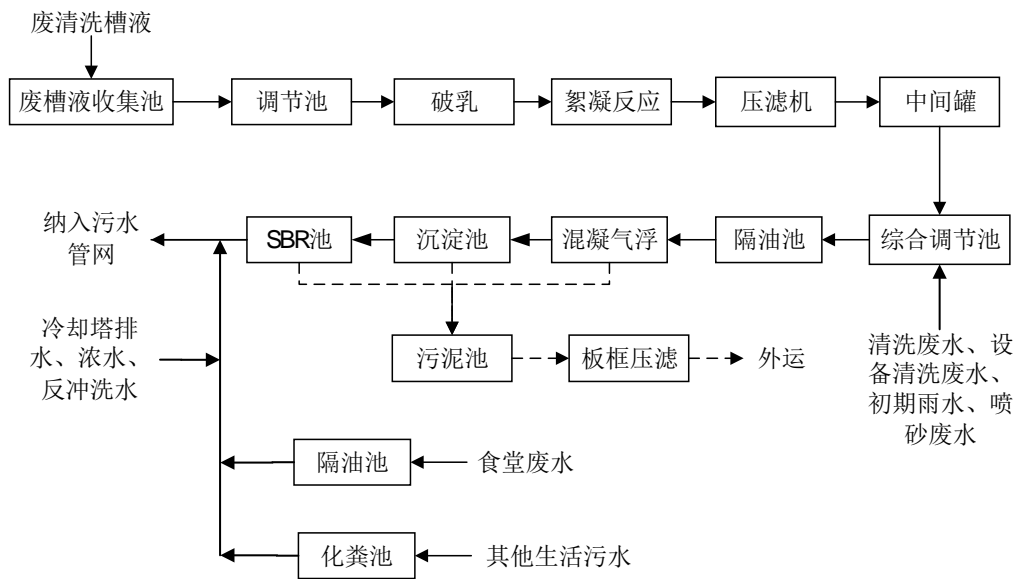 废清洗槽液
废槽液收集池
调节池
破乳
絮凝反应
压滤机
中间罐
纳入污水
管网
SBR池
沉淀池
混凝气浮
隔油池
综合调节池
冷却塔排
水、浓水、
反冲洗水
污泥池
板框压滤
外运
清洗废水、设
备清洗废水、
初期雨水、喷
砂废水
隔油池
食堂废水
化粪池
其他生活污水